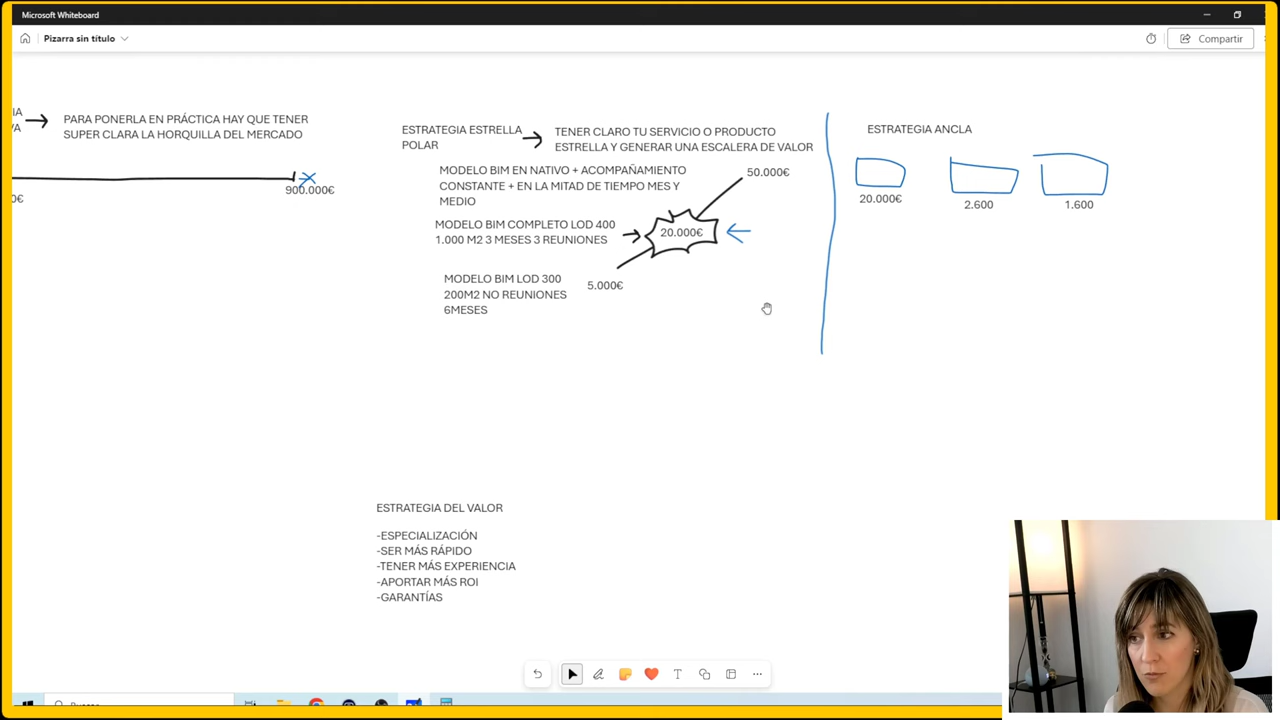 Microsoft Whiteboard
Pizarra sin título
Compartir
IA
VA
PARA PONERLA EN PRÁCTICA HAY QUE TENER
SUPER CLARA LA HORQUILLA DEL MERCADO
900.000€
0€
ESTRATEGIA ESTRELLA
POLAR
TENER CLARO TU SERVICIO O PRODUCTO
ESTRELLA Y GENERAR UNA ESCALERA DE VALOR
MODELO BIM EN NATIVO + ACOMPAÑAMIENTO
CONSTANTE + EN LA MITAD DE TIEMPO MES Y
MEDIO
50.000€
MODELO BIM COMPLETO LOD 400
1.000 M2 3 MESES 3 REUNIONES
20.000€
MODELO BIM LOD 300
200M2 NO REUNIONES
6MESES
5.000€
ESTRATEGIA ANCLA
20.000€
2.600
1.600
ESTRATEGIA DEL VALOR
-ESPECIALIZACIÓN
-SER MÁS RÁPIDO
-TENER MÁS EXPERIENCIA
-APORTAR MÁS ROI
-GARANTÍAS